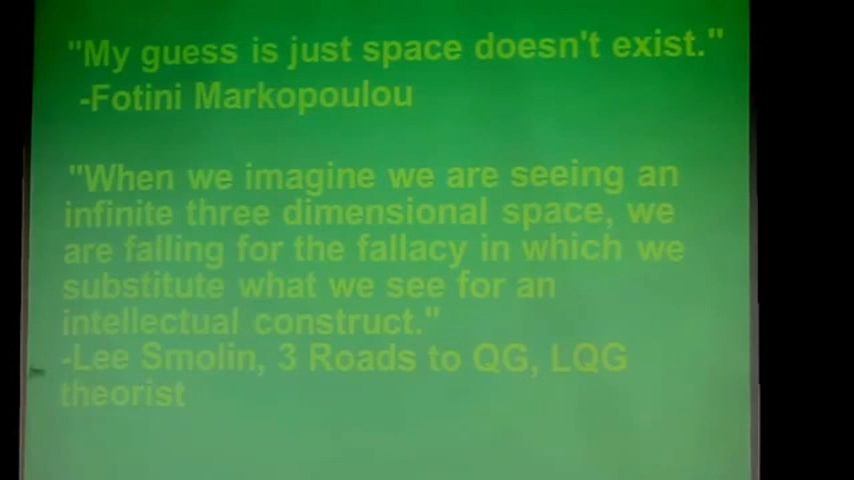 "My guess is just space doesn't exist."
-Fotini Markopoulou
"When we imagine we are seeing an
infinite three dimensional space, we
are falling for the fallacy in which we
substitute what we see for an
intellectual construct."
-Lee Smolin, 3 Roads to QG, LQG
theorist